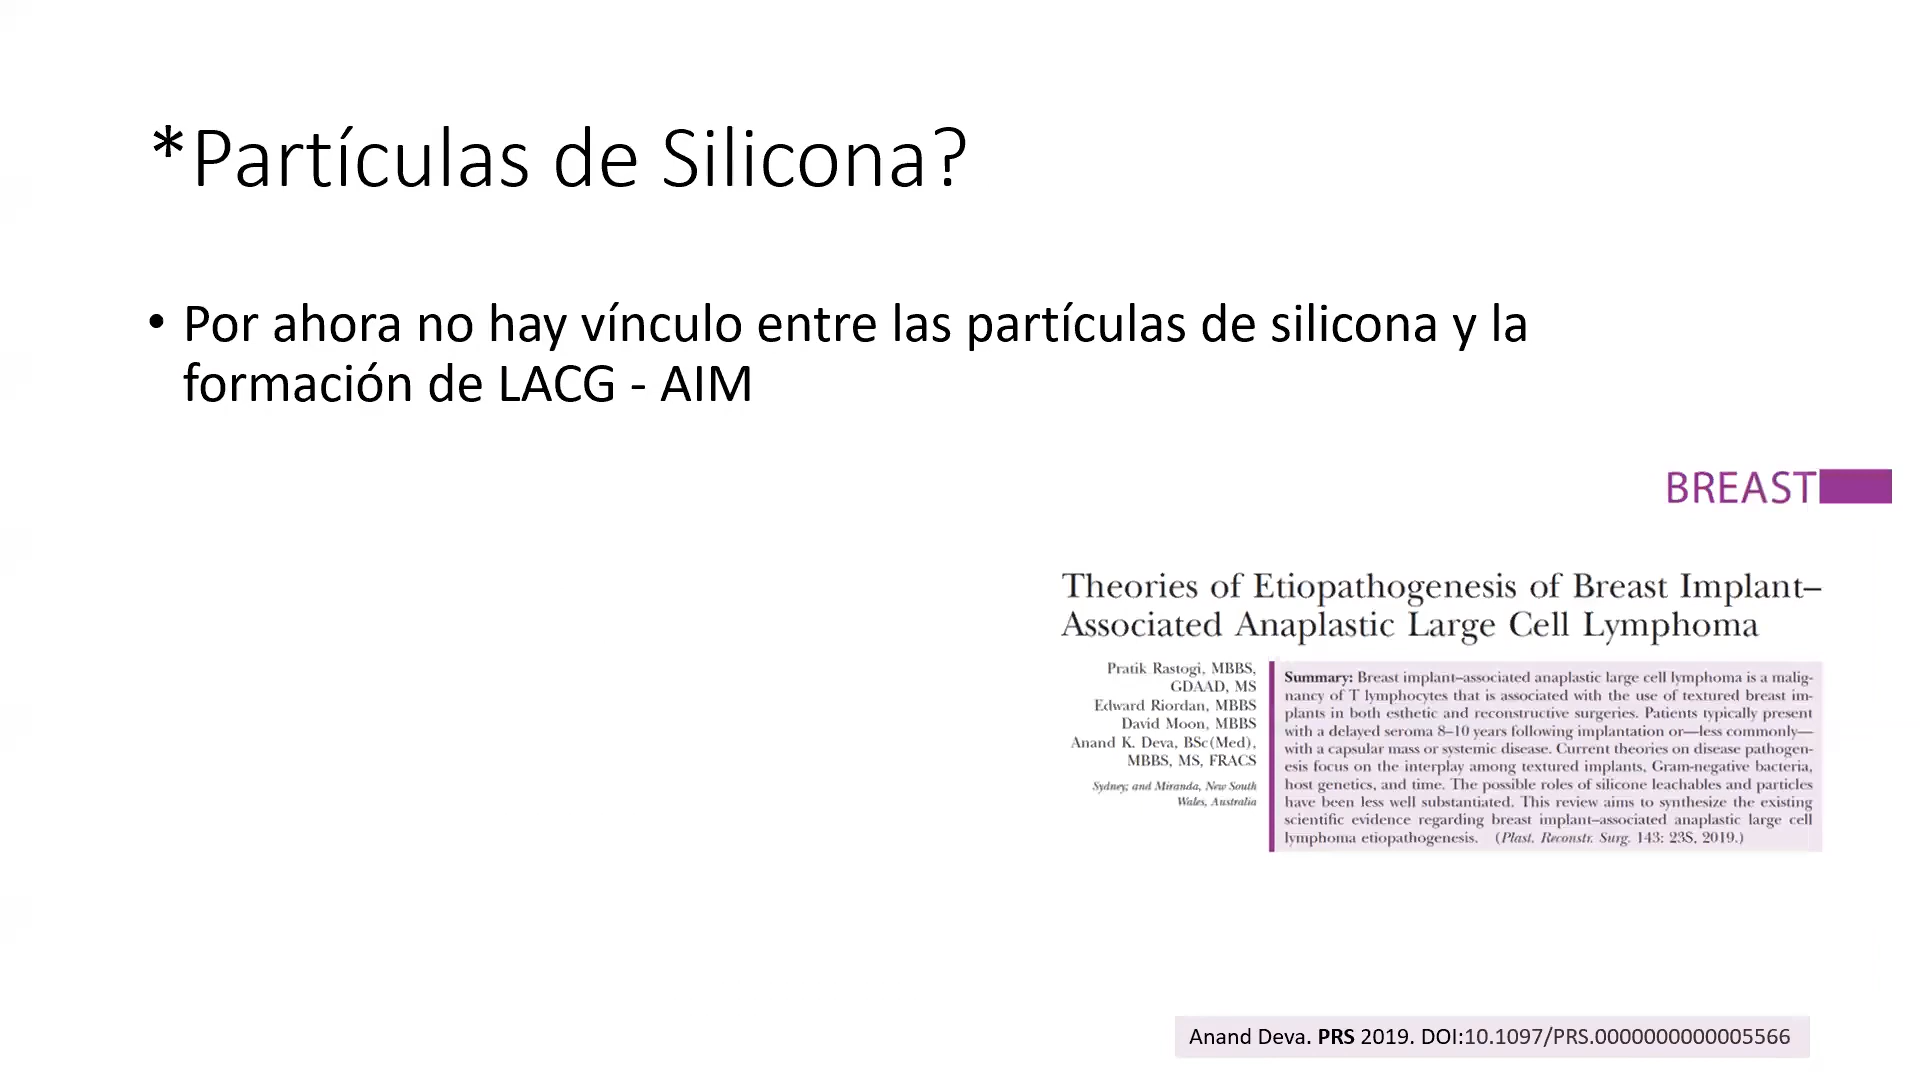 *Partículas de Silicona?
• Por ahora no hay vínculo entre las partículas de silicona y la
formación de LACG - AIM
BREAST
Theories of Etiopathogenesis of Breast Implant–
Associated Anaplastic Large Cell Lymphoma
Pratik Rastogi, MBBS,
GDAAD, MS
Edward Riordan, MBBS
David Moon, MBBS
Anand K. Deva, BSc(Med),
MBBS, MS, FRACS
Sydney; and Miranda, New South
Wales, Australia
Summary: Breast implant–associated anaplastic large cell lymphoma is a malig-
nancy of T lymphocytes that is associated with the use of textured breast im-
plants in both esthetic and reconstructive surgeries. Patients typically present
with a delayed seroma 8–10 years following implantation or—less commonly—
with a capsular mass or systemic disease. Current theories on disease pathogen-
esis focus on the interplay among textured implants, Gram-negative bacteria,
host genetics, and time. The possible roles of silicone leachables and particles
have been less well substantiated. This review aims to synthesize the existing
scientific evidence regarding breast implant–associated anaplastic large cell
lymphoma etiopathogenesis. (Plast. Reconstr. Surg. 143: 23S, 2019.)
Anand Deva. PRS 2019. DOI:10.1097/PRS.0000000000005566